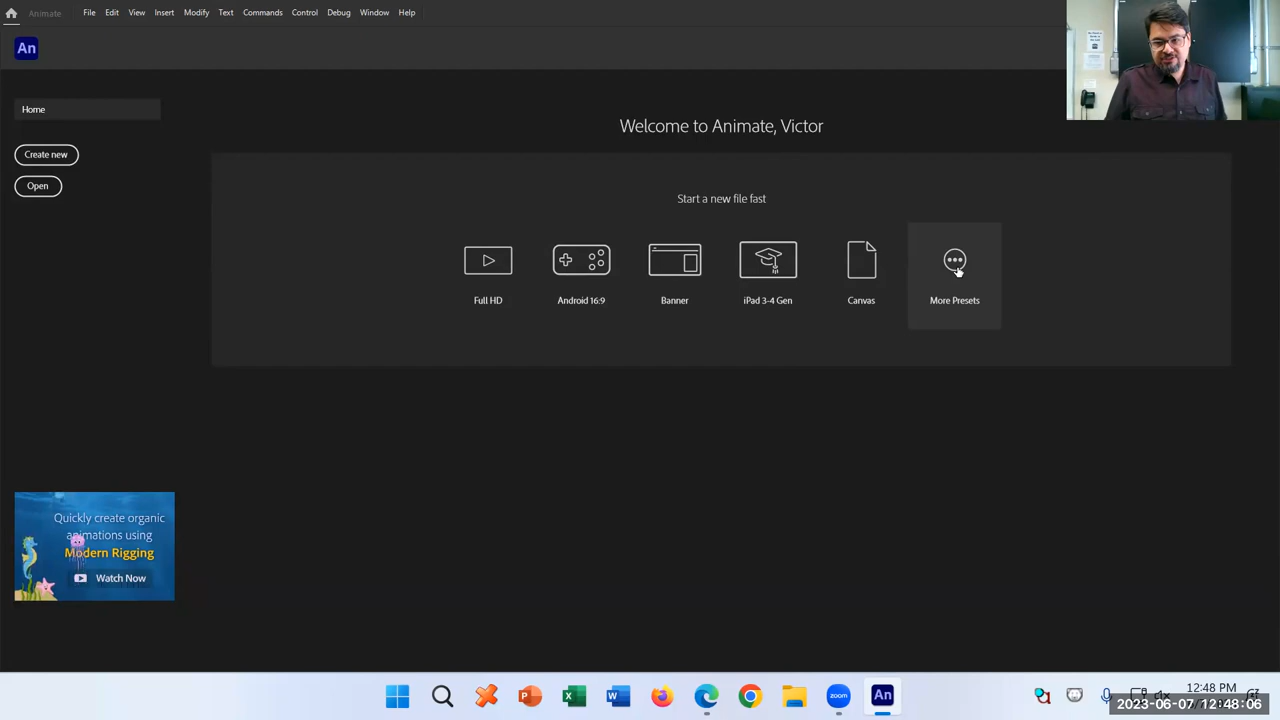 Animate File Edit View Insert Modify Text Commands Control Debug Window Help
An
Home
Create new
Open
Welcome to Animate, Victor
Start a new file fast
Full HD Android 16:9 Banner iPad 3-4 Gen Canvas More Presets
Quickly create organic
animations using
Modern Rigging
Watch Now
zoom An
12:48 PM
2023-06-07 12:48:06